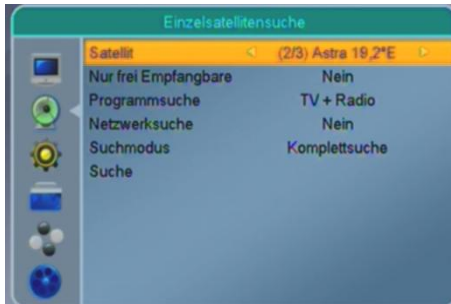 Einzelsatellitensuche
Satellit (2/3) Astra 19,2°E
Nur frei Empfangbare Nein
Programmsuche TV + Radio
Netzwerksuche Nein
Suchmodus Komplettsuche
Suche